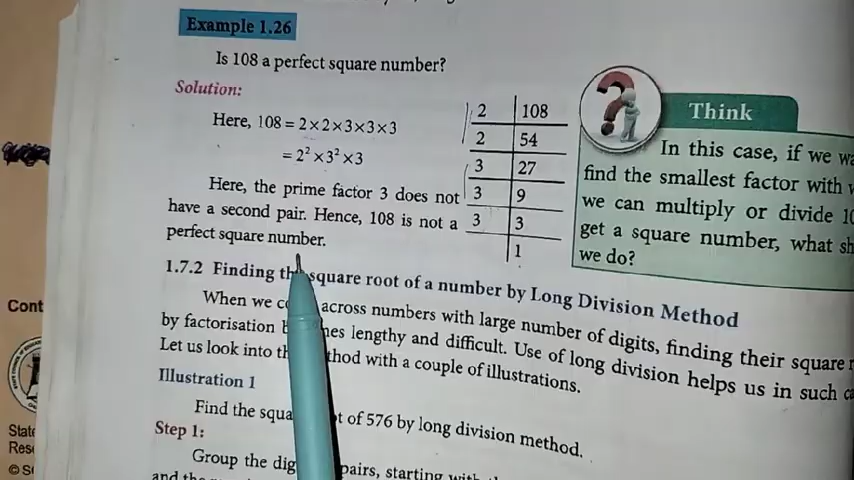 Example 1.26
Is 108 a perfect square number?
Solution:
Here, 108 = 2×2×3×3×3
= 2² ×3² ×3
Here, the prime factor 3 does not
have a second pair. Hence, 108 is not a
perfect square number.
2 108
2 54
3 27
3 9
3 3
1
Think
In this case, if we
find the smallest factor with
we can multiply or divide
get a square number, what
we do?
1.7.2 Finding square root of a number by Long Division Method
When we across numbers with large number of digits, finding their square
by factorisation lengthy and difficult. Use of long division helps us in such
Let us look into with a couple of illustrations.
Illustration 1
Find the of 576 by long division method.
Step 1:
Group the pairs, starting
and
Cont
State
©